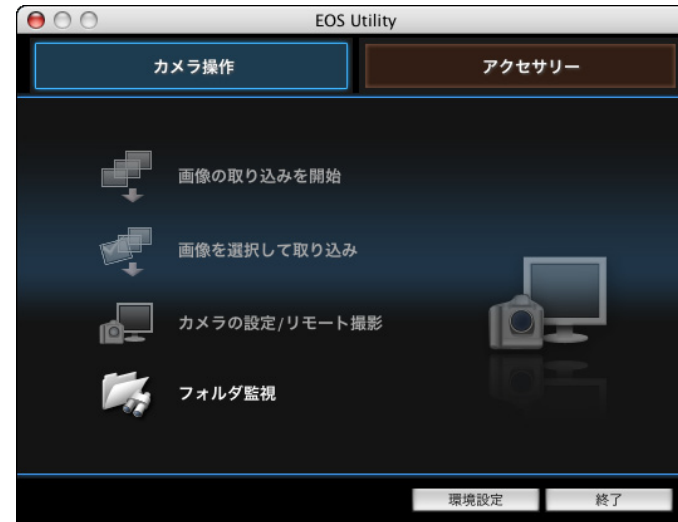 EOS Utility
カメラ操作
アクセサリー
画像の取り込みを開始
画像を選択して取り込み
カメラの設定/リモート撮影
フォルダ監視
環境設定
終了